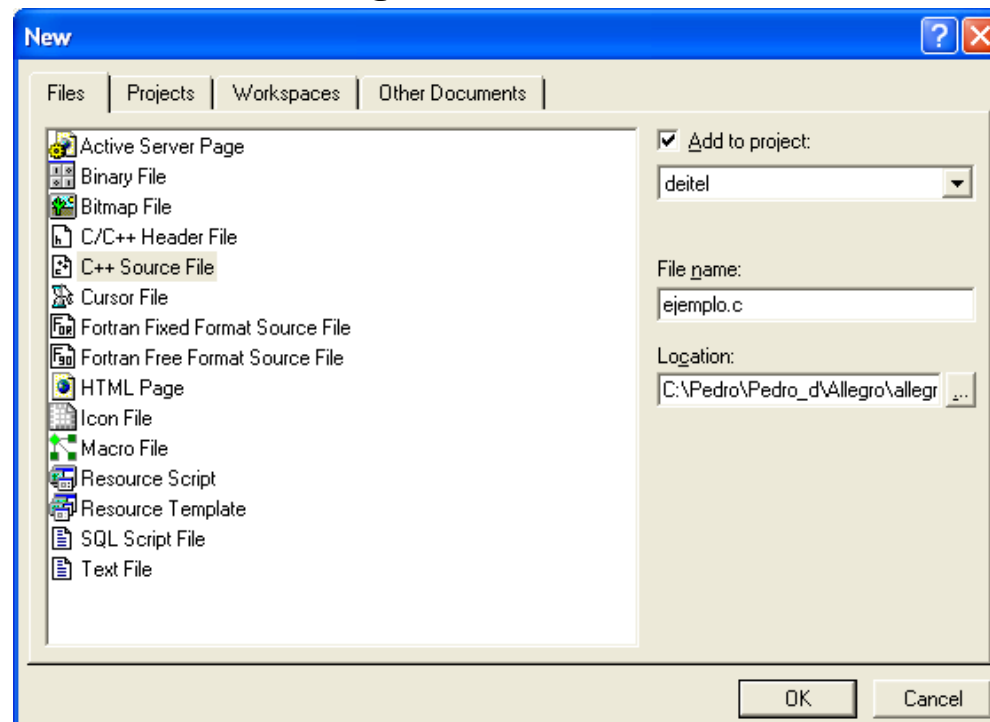 New
Files Projects Workspaces Other Documents
Active Server Page
Binary File
Bitmap File
C/C++ Header File
C++ Source File
Cursor File
Fortran Fixed Format Source File
Fortran Free Format Source File
HTML Page
Icon File
Macro File
Resource Script
Resource Template
SQL Script File
Text File
Add to project:
deitel
File name:
ejemplo.c
Location:
C:\Pedro\Pedro_d\Allegro\allegr ...
OK Cancel